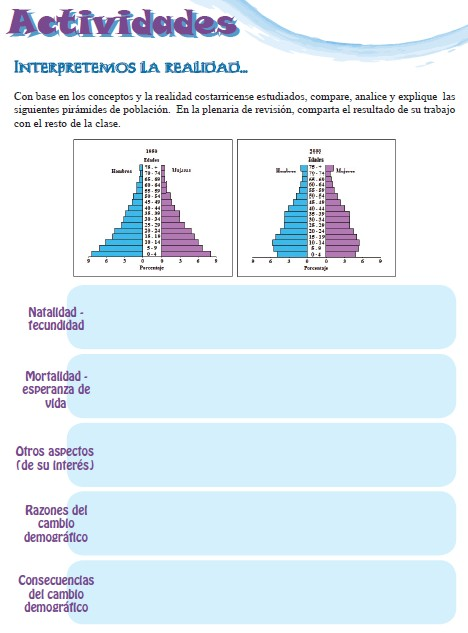 Actividades
Interpretemos la realidad...
Con base en los conceptos y la realidad costarricense estudiados, compare, analice y explique las
siguientes pirámides de población. En la plenaria de revisión, comparta el resultado de su trabajo
con el resto de la clase.
1950
Edades
Hombres
Mujeres
75 - +
70 - 74
65 - 69
60 - 64
55 - 59
50 - 54
45 - 49
40 - 44
35 - 39
30 - 34
25 - 29
20 - 24
15 - 19
10 - 14
5 - 9
0 - 4
9 6 3 0 3 6 9
Porcentaje
Edades
Hombres
Mujeres
75 - +
70 - 74
65 - 69
60 - 64
55 - 59
50 - 54
45 - 49
40 - 44
35 - 39
30 - 34
25 - 29
20 - 24
15 - 19
10 - 14
5 - 9
0 - 4
9 6 3 0 3 6 9
Porcentaje
Natalidad -
fecundidad
Mortalidad -
esperanza de
vida
Otros aspectos
(de su interés)
Razones del
cambio
demográfico
Consecuencias
del cambio
demográfico